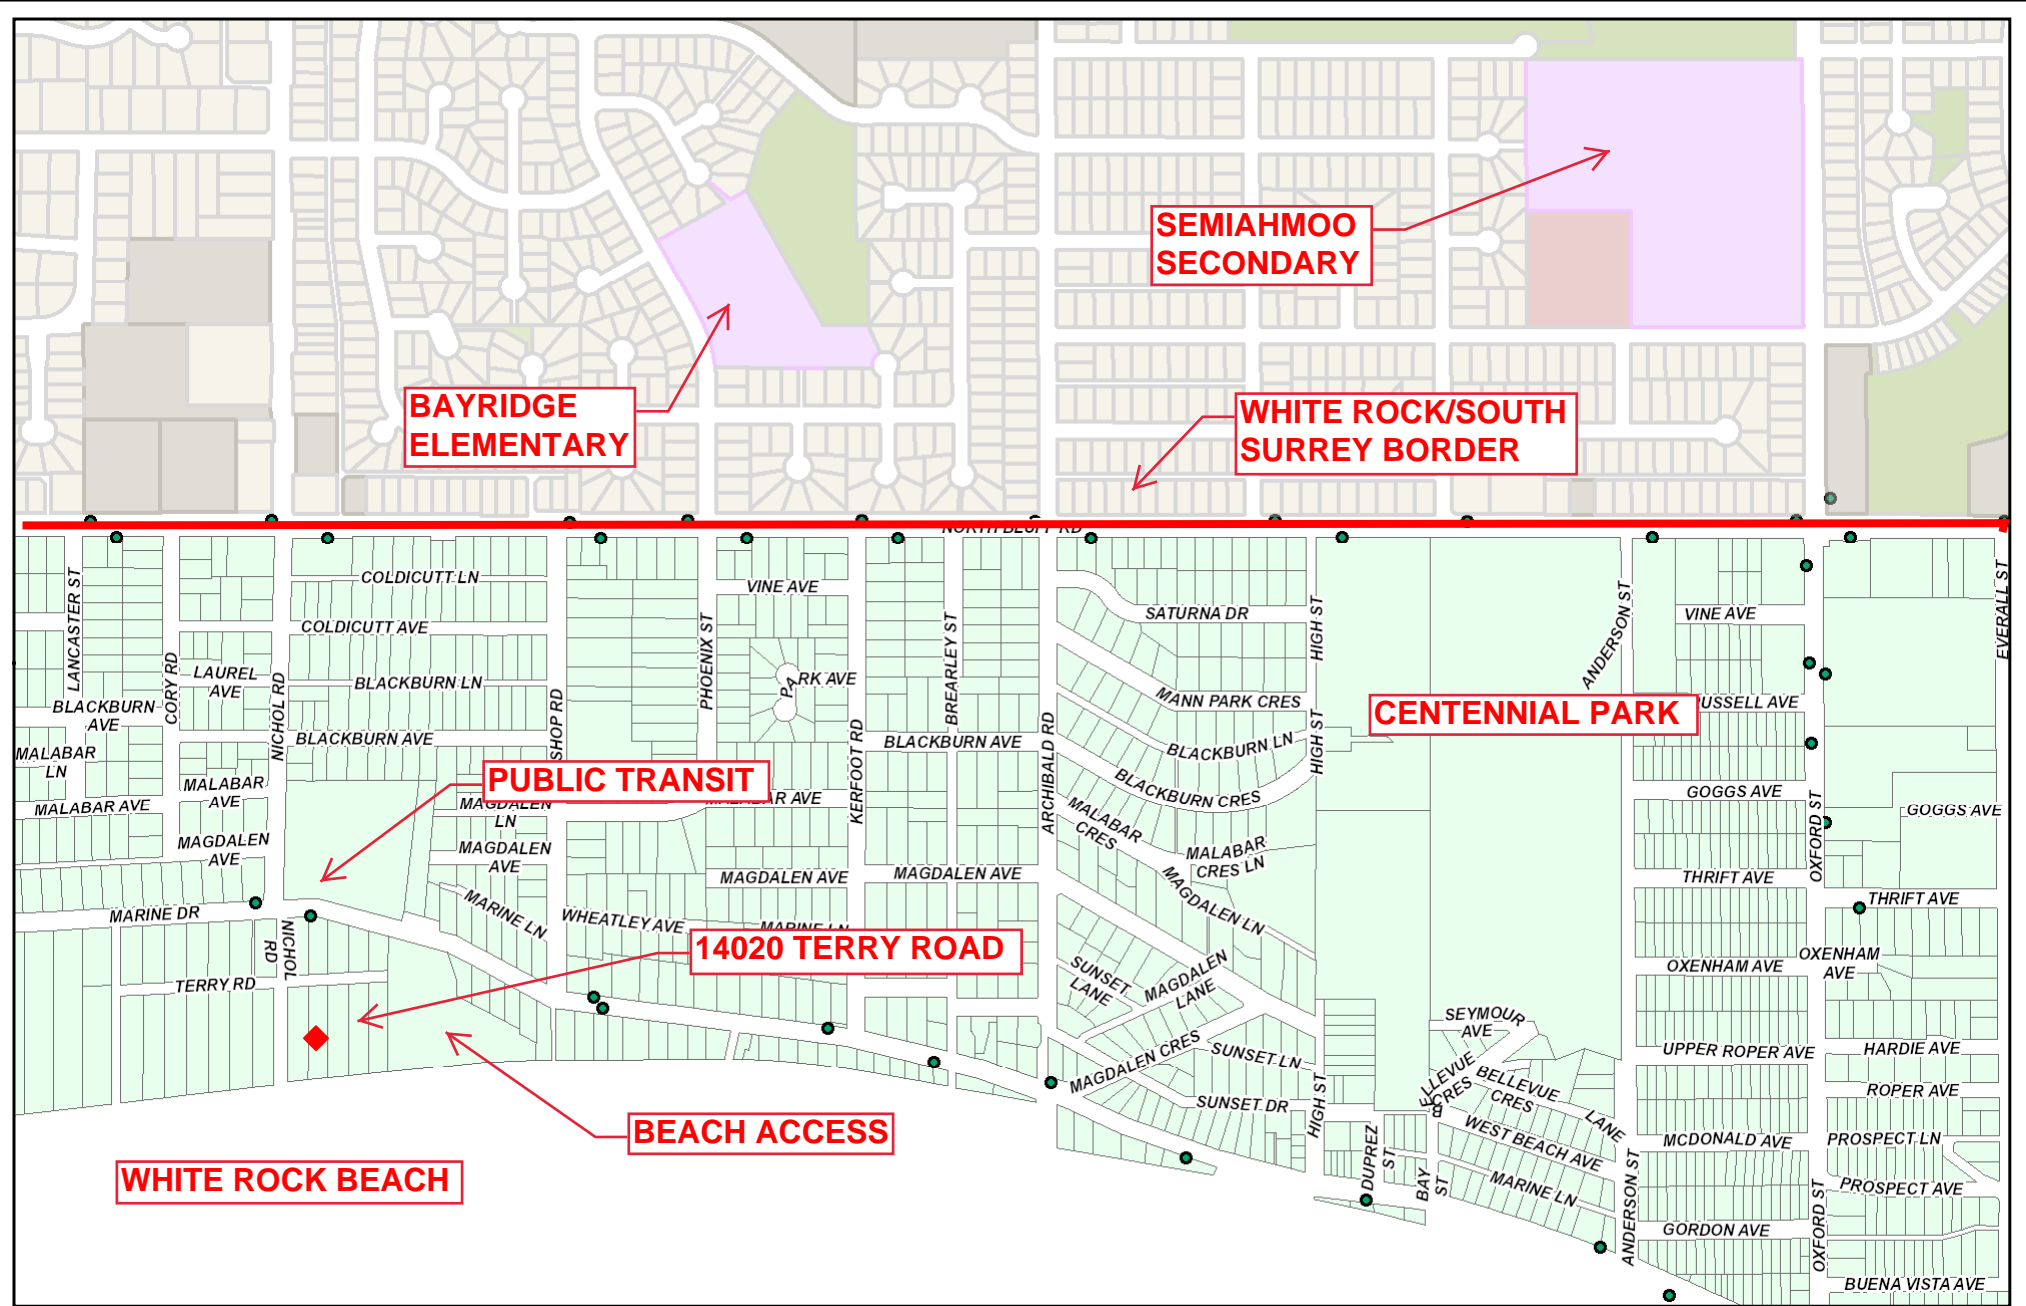 SEMIAHMOO
SECONDARY
BAYRIDGE
ELEMENTARY
WHITE ROCK/SOUTH
SURREY BORDER
NORTH BLUFF RD
LANCASTER ST
CORY RD
NICHOL RD
COLDICUTT LN
COLDICUTT AVE
LAUREL
AVE
BLACKBURN LN
BLACKBURN
AVE
BLACKBURN AVE
MALABAR
LN
MALABAR AVE
MALABAR
AVE
MAGDALEN
AVE
PUBLIC TRANSIT
SHOP RD
PHOENIX ST
VINE AVE
PARK AVE
KERFOOT RD
BREARLEY ST
BLACKBURN AVE
ARCHIBALD RD
MALABAR AVE
MAGDALEN
LN
MAGDALEN
AVE
MAGDALEN AVE
MAGDALEN AVE
MARINE LN
WHEATLEY AVE
MARINE LN
14020 TERRY ROAD
MARINE DR
NICHOL
RD
TERRY RD
BEACH ACCESS
WHITE ROCK BEACH
SATURNA DR
HIGH ST
MANN PARK CRES
BLACKBURN LN
HIGH ST
BLACKBURN CRES
MALABAR
CRES
MALABAR
CRES LN
MAGDALEN LN
SUNSET
LANE
MAGDALEN
LANE
MAGDALEN CRES
SUNSET LN
SUNSET DR
HIGH ST
DUPREZ
ST
BAY
ST
CENTENNIAL PARK
ANDERSON ST
VINE AVE
RUSSELL AVE
GOGGS AVE
GOGGS AVE
OXFORD ST
EVERALL ST
THRIFT AVE
THRIFT AVE
OXENHAM AVE
OXENHAM
AVE
SEYMOUR
AVE
BELLEVUE
CRES
BELLEVUE
CRES
LANE
WEST BEACH AVE
MARINE LN
UPPER ROPER AVE
HARDIE AVE
ROPER AVE
MCDONALD AVE
PROSPECT LN
PROSPECT AVE
ANDERSON ST
GORDON AVE
OXFORD ST
BUENA VISTA AVE